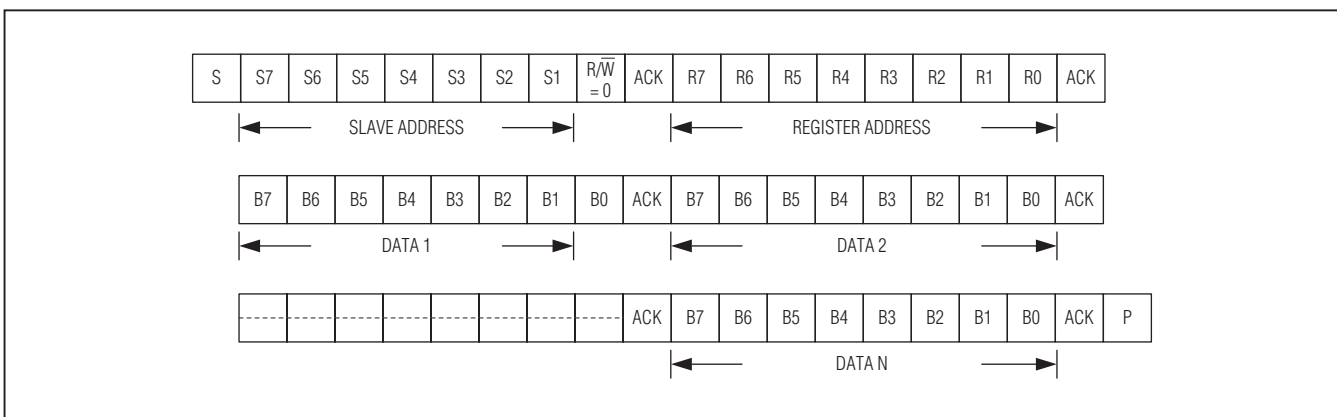 S S7 S6 S5 S4 S3 S2 S1 R/W̅ = 0 ACK R7 R6 R5 R4 R3 R2 R1 R0 ACK
SLAVE ADDRESS REGISTER ADDRESS
B7 B6 B5 B4 B3 B2 B1 B0 ACK B7 B6 B5 B4 B3 B2 B1 B0 ACK
DATA 1 DATA 2
ACK B7 B6 B5 B4 B3 B2 B1 B0 ACK P
DATA N